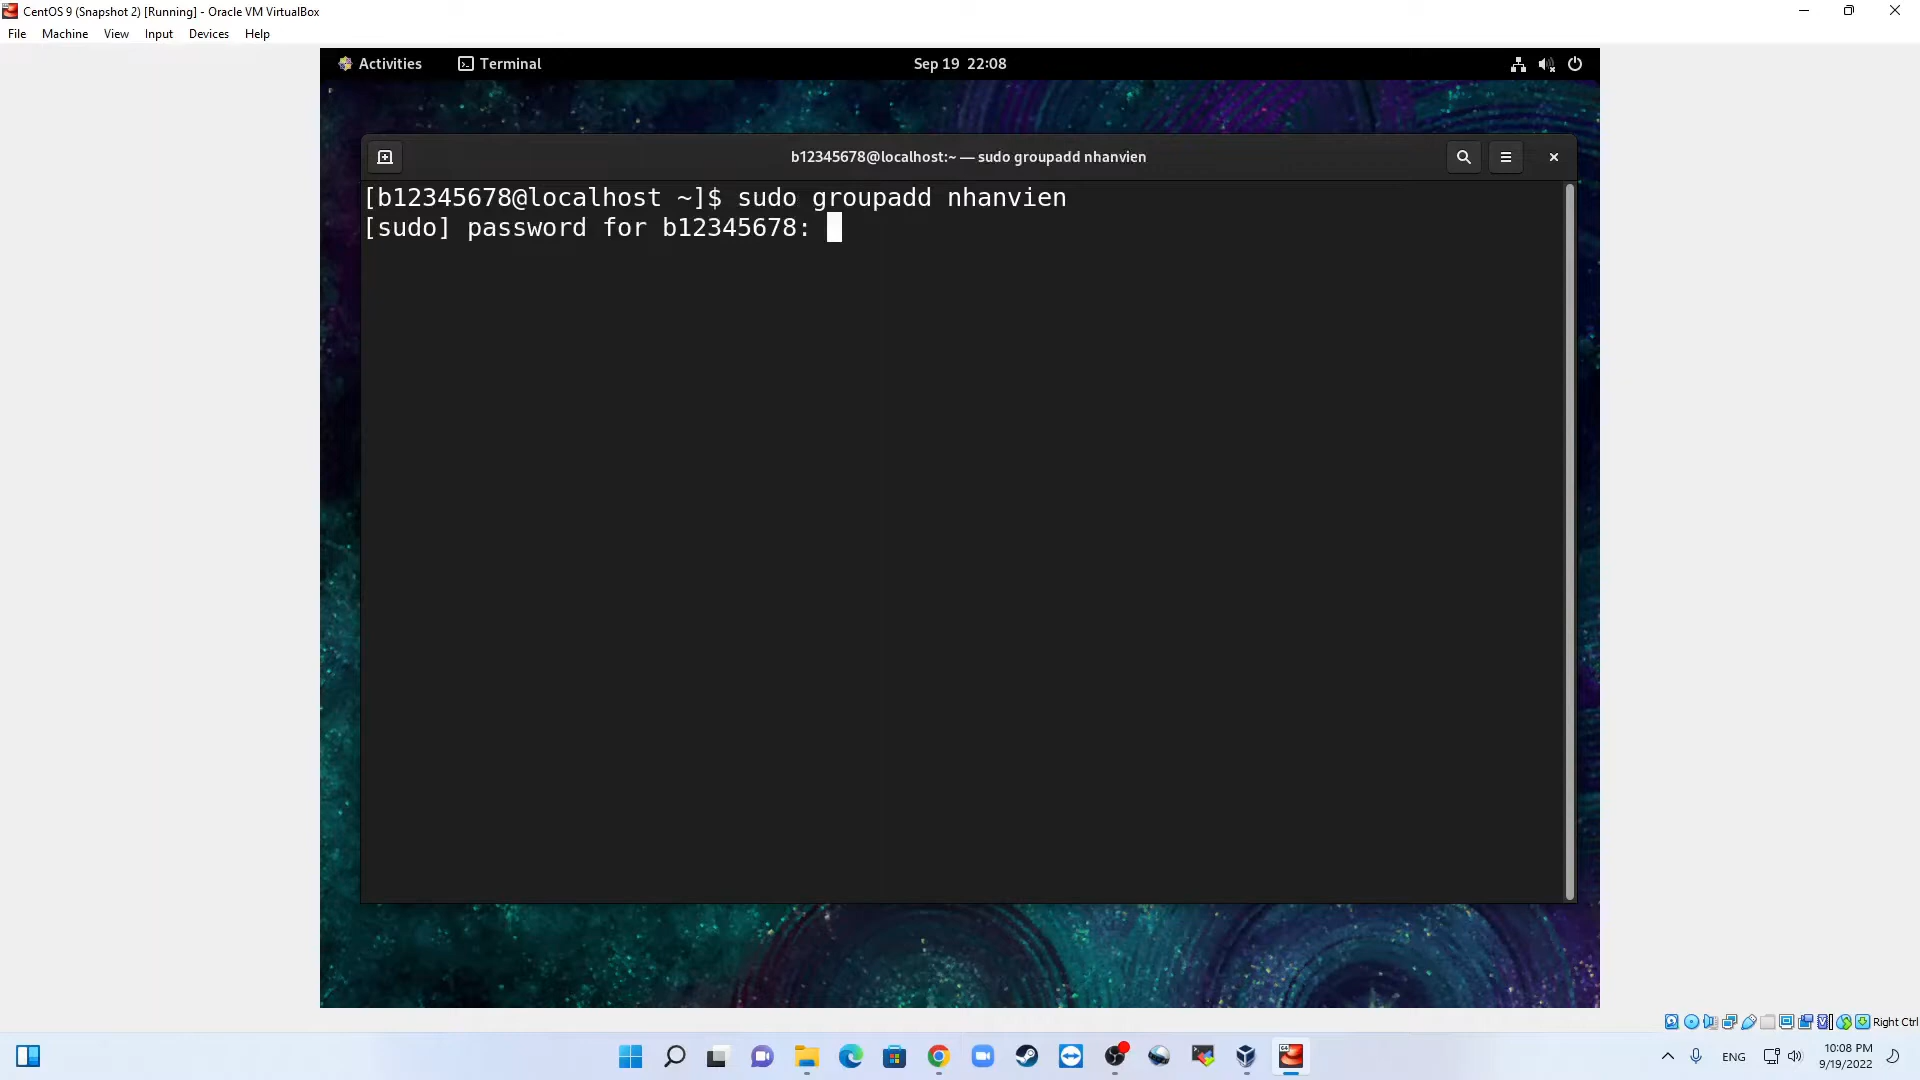 CentOS 9 (Snapshot 2) [Running] - Oracle VM VirtualBox
File Machine View Input Devices Help
Activities Terminal Sep 19 22:08
b12345678@localhost:~ — sudo groupadd nhanvien
[b12345678@localhost ~]$ sudo groupadd nhanvien
[sudo] password for b12345678:
Right Ctrl
ENG
10:08 PM
9/19/2022